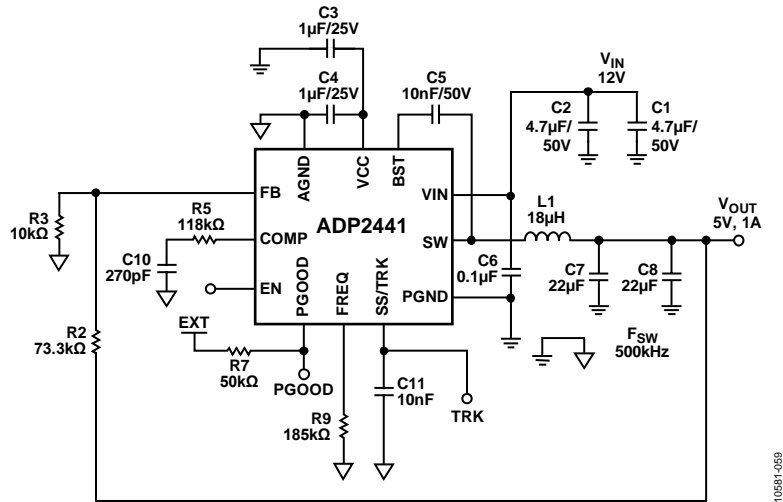 C3
1µF/25V
C4
1µF/25V
C5
10nF/50V
VIN
12V
C2
4.7µF/
50V
C1
4.7µF/
50V
AGND
VCC
BST
FB
VIN
ADP2441
R3
10kΩ
R5
118kΩ
COMP
SW
L1
18µH
VOUT
5V, 1A
C10
270pF
C6
0.1µF
C7
22µF
C8
22µF
EN
PGOOD
FREQ
SS/TRK
PGND
EXT
FSW
500kHz
R2
73.3kΩ
R7
50kΩ
PGOOD
C11
10nF
TRK
R9
185kΩ
10581-059